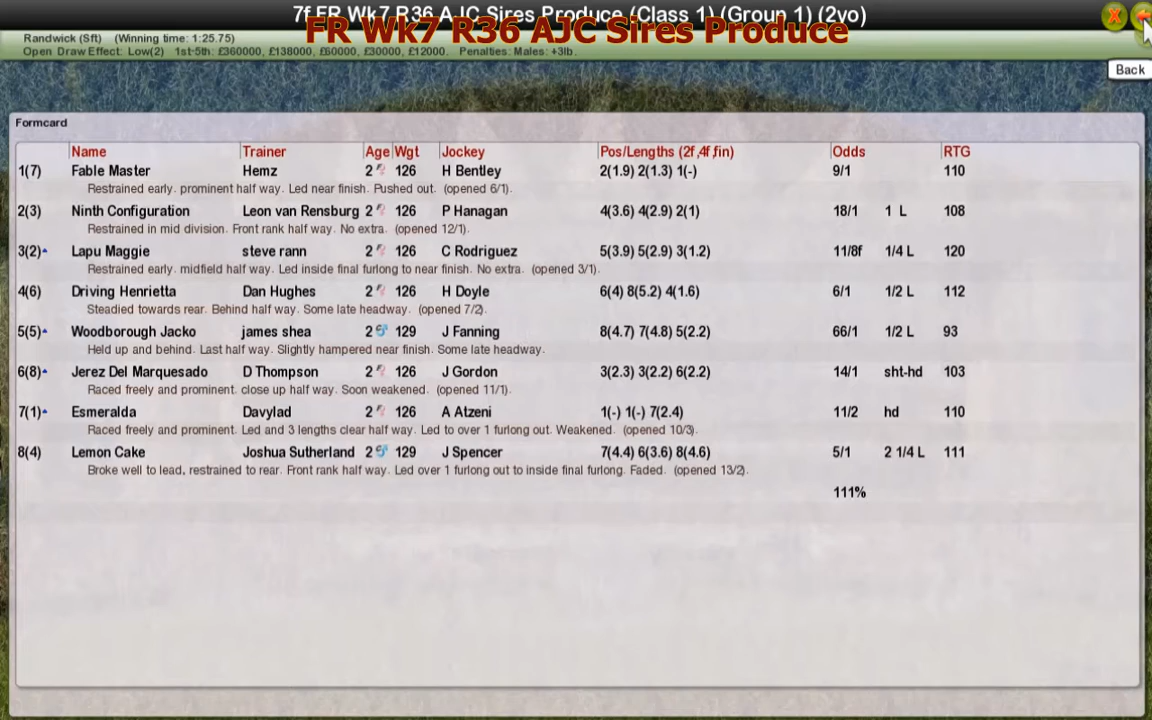 7f FR Wk7 R36 AJC Sires Produce (Class 1) (Group 1) (2yo)
FR Wk7 R36 AJC Sires Produce
Randwick (Sft) (Winning time: 1:25.75)
Open Draw Effect: Low(2) 1st-5th: £360000, £138000, £60000, £30000, £12000. Penalties: Males: +3lb.
Back
Formcard
Name Trainer Age Wgt Jockey Pos/Lengths (2f,4f,fin) Odds RTG
1(7) Fable Master Hemz 2 126 H Bentley 2(1.9) 2(1.3) 1(-) 9/1 110
Restrained early. prominent half way. Led near finish. Pushed out. (opened 6/1).
2(3) Ninth Configuration Leon van Rensburg 2 126 P Hanagan 4(3.6) 4(2.9) 2(1) 18/1 1 L 108
Restrained in mid division. Front rank half way. No extra. (opened 12/1).
3(2) Lapu Maggie steve rann 2 126 C Rodriguez 5(3.9) 5(2.9) 3(1.2) 11/8f 1/4 L 120
Restrained early. midfield half way. Led inside final furlong to near finish. No extra. (opened 3/1).
4(6) Driving Henrietta Dan Hughes 2 126 H Doyle 6(4) 8(5.2) 4(1.6) 6/1 1/2 L 112
Steadied towards rear. Behind half way. Some late headway. (opened 7/2).
5(5) Woodborough Jacko james shea 2 129 J Fanning 8(4.7) 7(4.8) 5(2.2) 66/1 1/2 L 93
Held up and behind. Last half way. Slightly hampered near finish. Some late headway.
6(8) Jerez Del Marquesado D Thompson 2 126 J Gordon 3(2.3) 3(2.2) 6(2.2) 14/1 sht-hd 103
Raced freely and prominent. close up half way. Soon weakened. (opened 11/1).
7(1) Esmeralda Davylad 2 126 A Atzeni 1(-) 1(-) 7(2.4) 11/2 hd 110
Raced freely and prominent. Led and 3 lengths clear half way. Led to over 1 furlong out. Weakened. (opened 10/3).
8(4) Lemon Cake Joshua Sutherland 2 129 J Spencer 7(4.4) 6(3.6) 8(4.6) 5/1 2 1/4 L 111
Broke well to lead, restrained to rear. Front rank half way. Led over 1 furlong out to inside final furlong. Faded. (opened 13/2).
111%